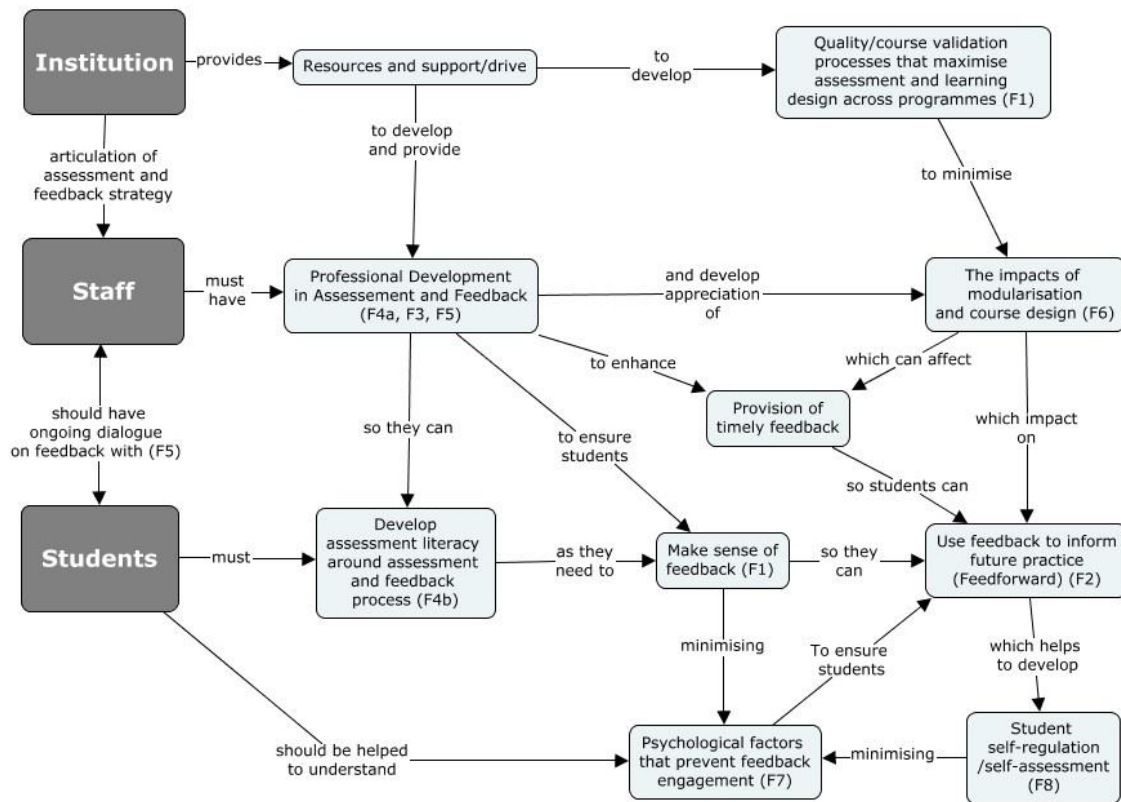 Institution
provides
Resources and support/drive
to
develop
Quality/course validation
processes that maximise
assessment and learning
design across programmes (F1)
articulation of
assessment and
feedback strategy
to develop
and provide
to minimise
Staff
must
have
Professional Development
in Assessement and Feedback
(F4a, F3, F5)
and develop
appreciation
of
The impacts of
modularisation
and course design (F6)
to enhance
which can affect
Provision of
timely feedback
should have
ongoing dialogue
on feedback with (F5)
so they can
to ensure
students
which impact
on
so students can
Students
must
Develop
assessment literacy
around assessment
and feedback
process (F4b)
as they
need to
Make sense of
feedback (F1)
so they
can
Use feedback to inform
future practice
(Feedforward) (F2)
minimising
To ensure
students
which helps
to develop
should be helped
to understand
Psychological factors
that prevent feedback
engagement (F7)
minimising
Student
self-regulation
/self-assessment
(F8)